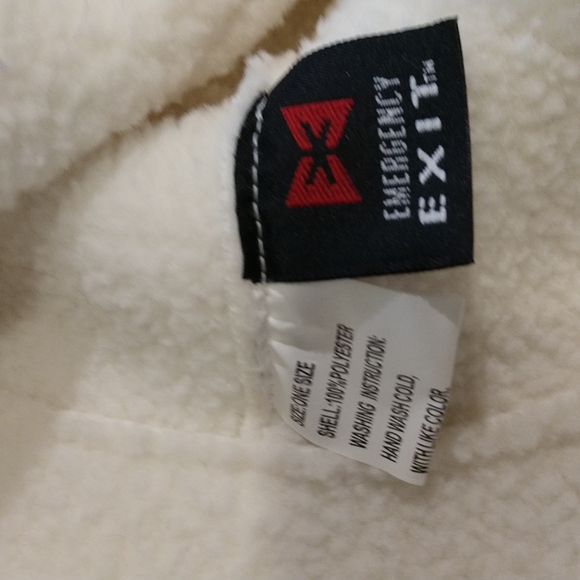 EMERGENCY
EXIT™
SIZE:ONE SIZE
SHELL:100%POLYESTER
WASHING INSTRUCTION:
HAND WASH COLD,
WITH LIKE COLOR,